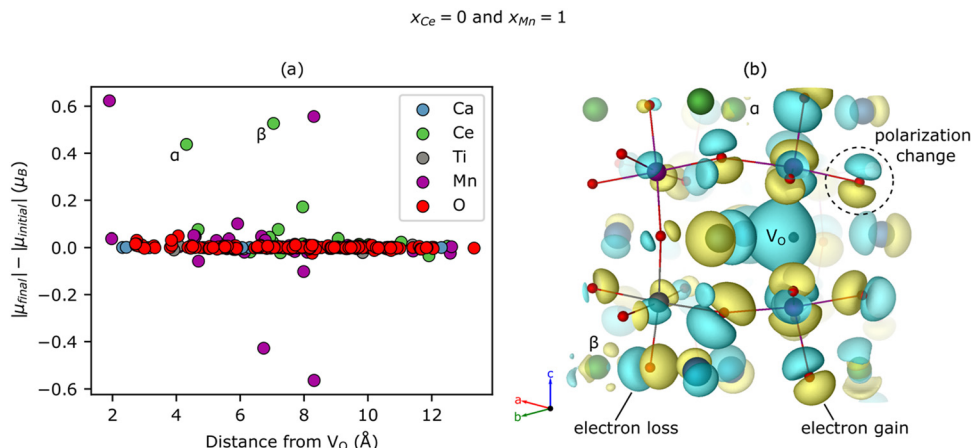 x_Ce = 0 and x_Mn = 1
(a)
(b)
|μ_final| − |μ_initial| (μ_B)
0.6
0.4
0.2
0.0
−0.2
−0.4
−0.6
α
β
Ca
Ce
Ti
Mn
O
2
4
6
8
10
12
Distance from V_O (Å)
α
polarization
change
V_O
β
c
a
b
electron loss
electron gain